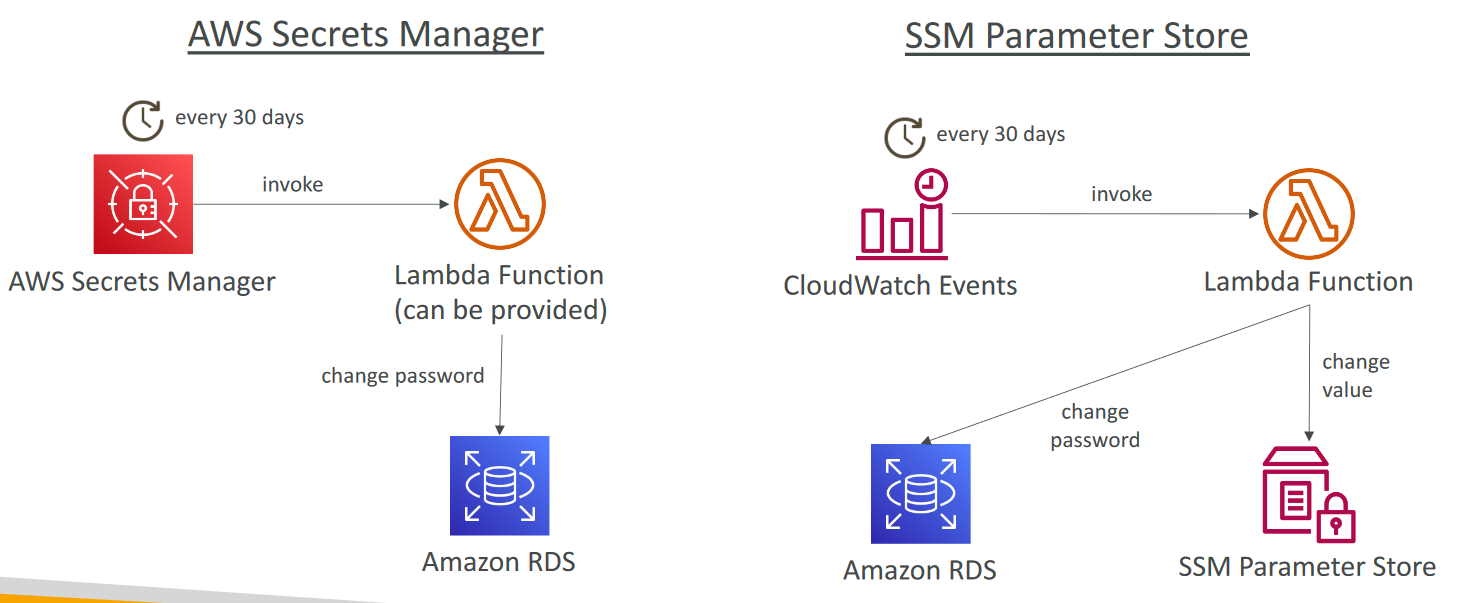 AWS Secrets Manager
every 30 days
invoke
AWS Secrets Manager
Lambda Function
(can be provided)
change password
Amazon RDS
SSM Parameter Store
every 30 days
invoke
CloudWatch Events
Lambda Function
change
password
change
value
Amazon RDS
SSM Parameter Store